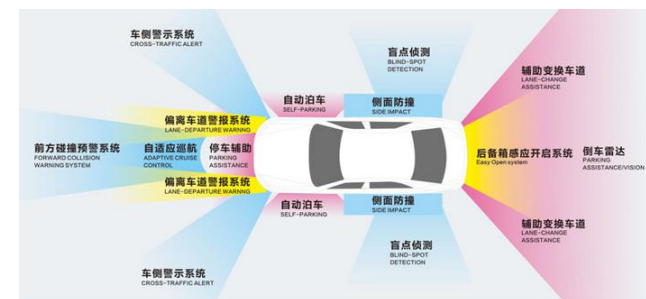 车侧警示系统
CROSS-TRAFFIC ALERT
盲点侦测
BLIND-SPOT
DETECTION
辅助变换车道
LANE-CHANGE
ASSISTANCE
自动泊车
SELF-PARKING
侧面防撞
SIDE IMPACT
偏离车道警报系统
LANE-DEPARTURE WARNNG
前方碰撞预警系统
FORWARD COLLISION
WARNING SYSTEM
自适应巡航
ADAPTIVE CRUISE
CONTROL
停车辅助
PARKING
ASSISTANCE
后备箱感应开启系统
Easy Open system
倒车雷达
PARKING
ASSISTANCE/VISION
偏离车道警报系统
LANE-DEPARTURE WARNNG
自动泊车
SELF-PARKING
侧面防撞
SIDE IMPACT
辅助变换车道
LANE-CHANGE
ASSISTANCE
盲点侦测
BLIND-SPOT
DETECTION
车侧警示系统
CROSS-TRAFFIC ALERT